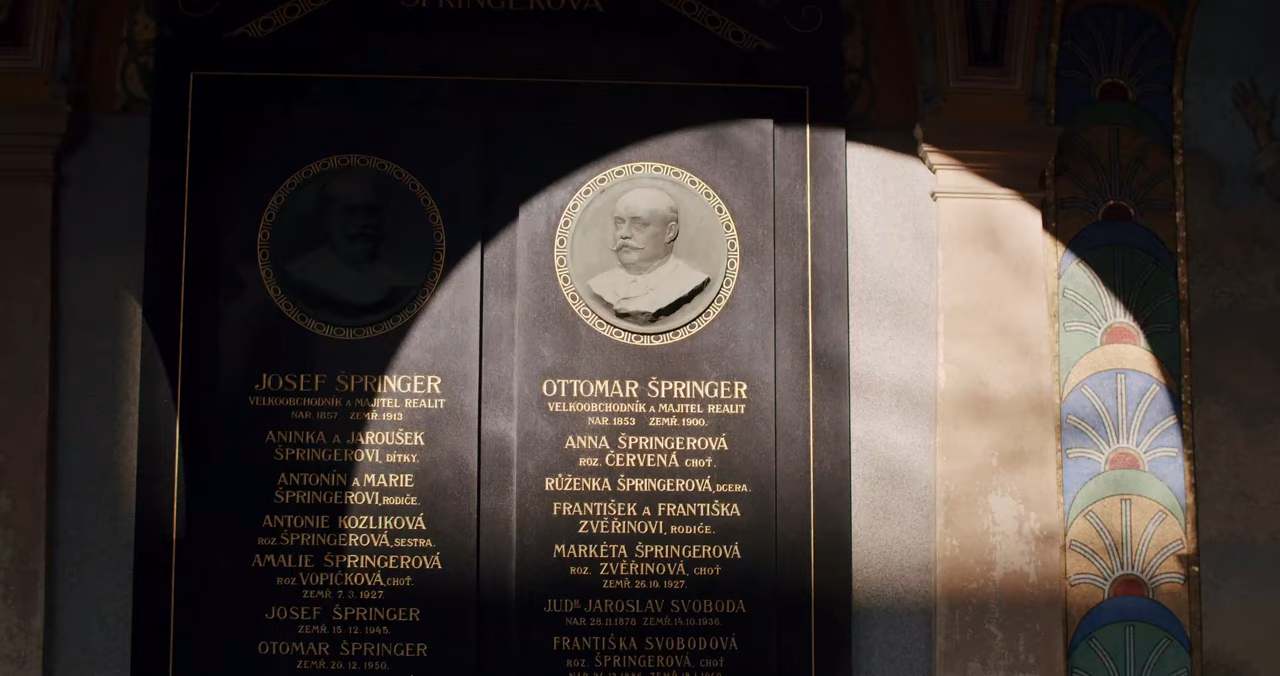 ŠPRINGEROVA
JOSEF ŠPRINGER
VELKOOBCHODNÍK A MAJITEL REALIT
NAR. 1857 ZEMŘ. 1913
ANINKA A JAROUŠEK
ŠPRINGEROVI, DÍTKY.
ANTONÍN A MARIE
ŠPRINGEROVI, RODIČE.
ANTONIE KOZLIKOVÁ
ROZ. ŠPRINGEROVÁ, SESTRA.
AMALIE ŠPRINGEROVÁ
ROZ. VOPIČKOVÁ, CHOŤ.
ZEMŘ. 7. 3. 1927.
JOSEF ŠPRINGER
ZEMŘ. 15. 12. 1945.
OTOMAR ŠPRINGER
ZEMŘ. 20. 12. 1950.
OTTOMAR ŠPRINGER
VELKOOBCHODNÍK A MAJITEL REALIT
NAR. 1853 ZEMŘ. 1900.
ANNA ŠPRINGEROVÁ
ROZ. ČERVENÁ CHOŤ.
RŮŽENKA ŠPRINGEROVÁ, DCERA.
FRANTIŠEK A FRANTIŠKA
ZVĚŘINOVI, RODIČE.
MARKÉTA ŠPRINGEROVÁ
ROZ. ZVĚŘINOVÁ, CHOŤ
ZEMŘ. 26. 10. 1927.
J.U.DR. JAROSLAV SVOBODA
NAR. 28. 11. 1878 ZEMŘ. 14. 10. 1936.
FRANTIŠKA SVOBODOVÁ
ROZ. ŠPRINGEROVÁ, CHOŤ